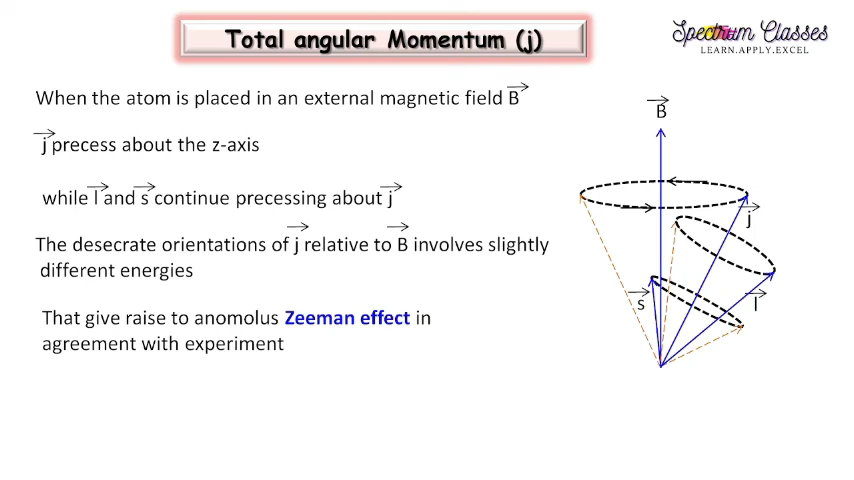 Total angular Momentum (j)
Spectrum Classes
LEARN.APPLY.EXCEL
When the atom is placed in an external magnetic field B
j precess about the z-axis
while l and s continue precessing about j
The desecrate orientations of j relative to B involves slightly
different energies
That give raise to anomolus Zeeman effect in
agreement with experiment
B
j
s
l